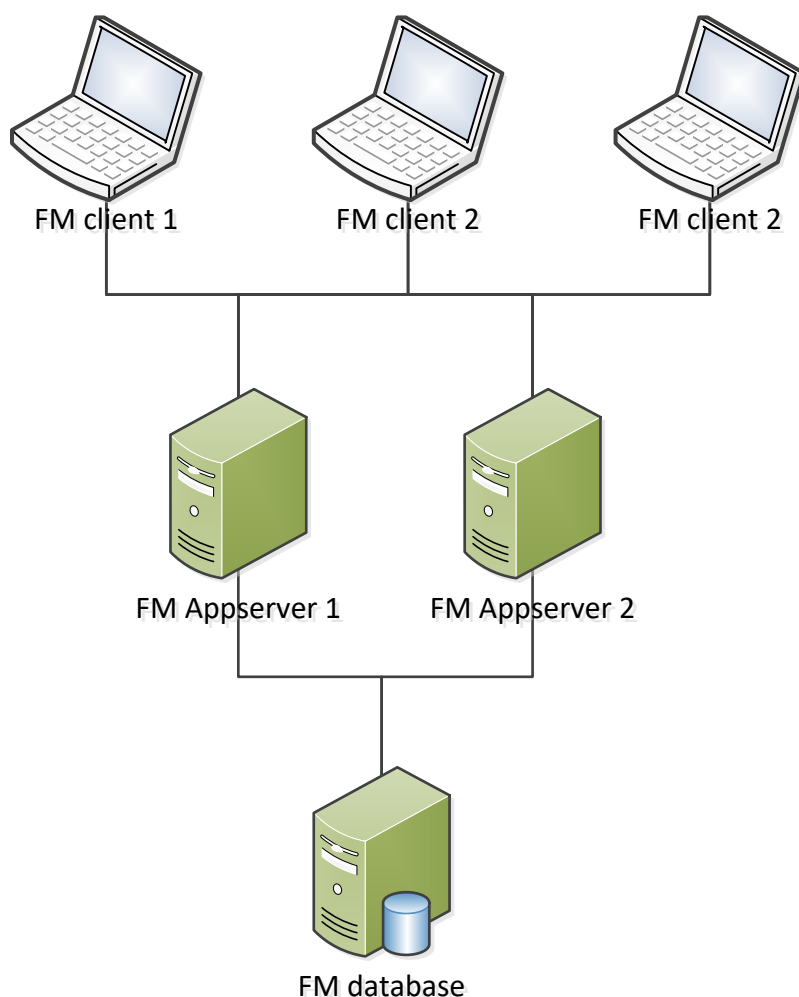 FM client 1
FM client 2
FM client 2
FM Appserver 1
FM Appserver 2
FM database